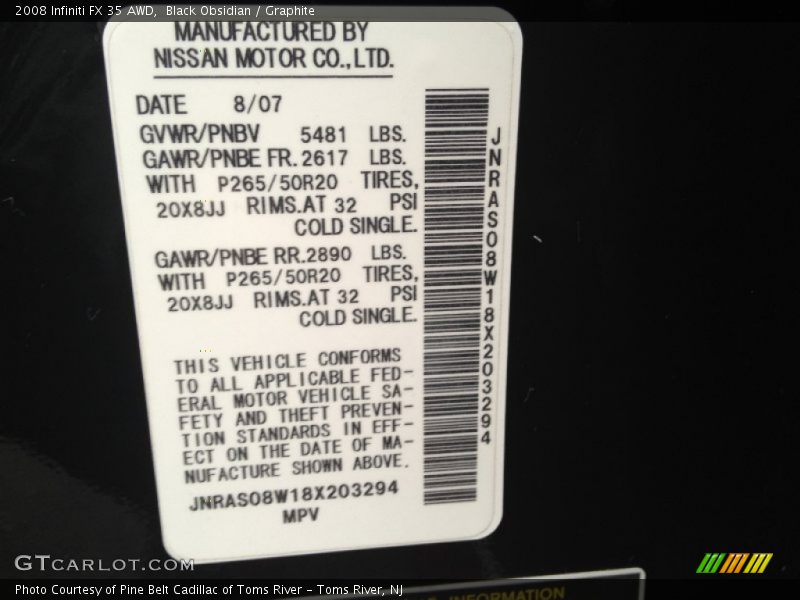 2008 Infiniti FX 35 AWD,  Black Obsidian / Graphite
MANUFACTURED BY
NISSAN MOTOR CO.,LTD.
DATE 8/07
GVWR/PNBV 5481 LBS.
GAWR/PNBE FR. 2617 LBS.
WITH P265/50R20 TIRES,
20X8JJ RIMS.AT 32 PSI
COLD SINGLE.
GAWR/PNBE RR. 2890 LBS.
WITH P265/50R20 TIRES,
20X8JJ RIMS.AT 32 PSI
COLD SINGLE.
THIS VEHICLE CONFORMS
TO ALL APPLICABLE FED-
ERAL MOTOR VEHICLE SA-
FETY AND THEFT PREVEN-
TION STANDARDS IN EFF-
ECT ON THE DATE OF MA-
NUFACTURE SHOWN ABOVE.
JNRAS08W18X203294
MPV
JNRAS08W18X203294
INFORMATION
GTCARLOT.COM
Photo Courtesy of Pine Belt Cadillac of Toms River – Toms River, NJ